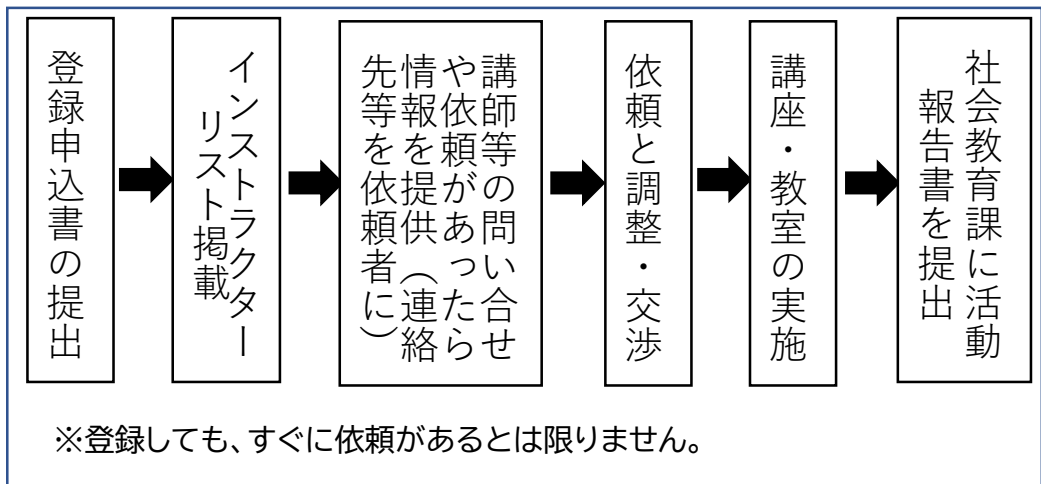 登録申込書の提出
インストラクター
リスト掲載
講師等の問い合せ
や依頼があったら
情報を提供（連絡
先等を依頼者に）
依頼と調整・交渉
講座・教室の実施
社会教育課に活動
報告書を提出
※登録しても、すぐに依頼があるとは限りません。